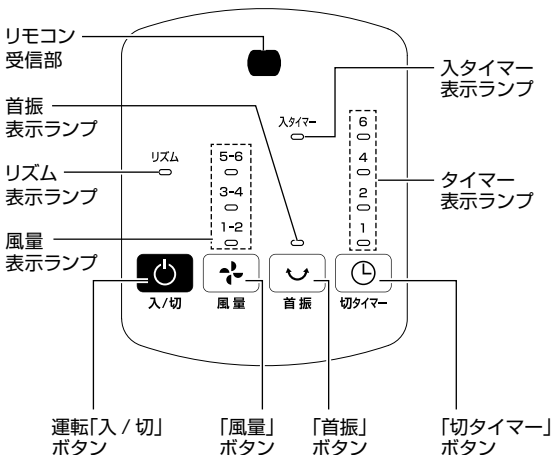 リモコン
受信部
首振
表示ランプ
リズム
表示ランプ
風量
表示ランプ
入タイマー
表示ランプ
タイマー
表示ランプ
入タイマー
リズム
5-6
3-4
1-2
6
4
2
1
入/切
風量
首振
切タイマー
運転「入 / 切」
ボタン
「風量」
ボタン
「首振」
ボタン
「切タイマー」
ボタン